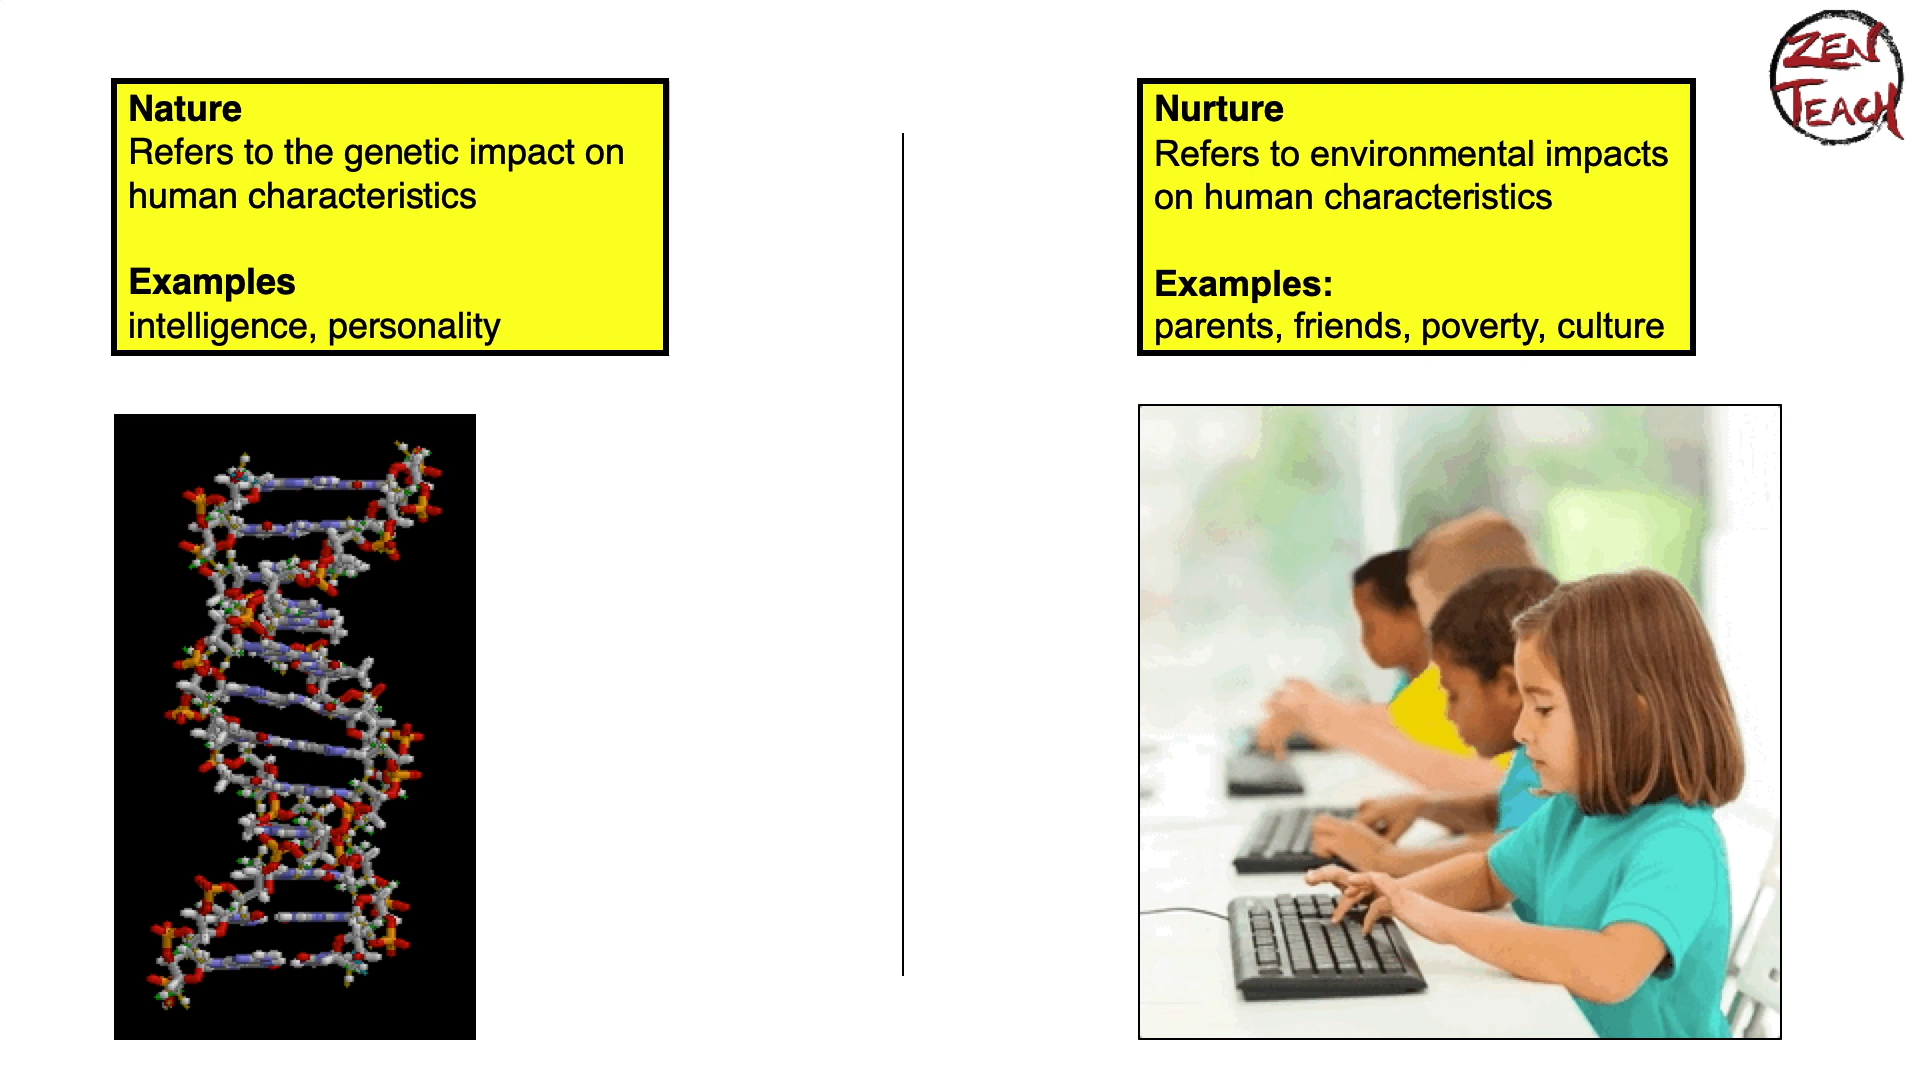 Nature
Refers to the genetic impact on
human characteristics
Examples
intelligence, personality
Nurture
Refers to environmental impacts
on human characteristics
Examples:
parents, friends, poverty, culture
ZEN
TEACH